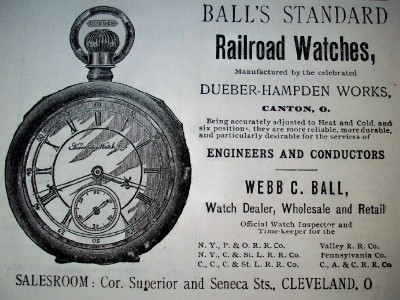 BALL'S STANDARD
Railroad Watches,
Manufactured by the celebrated
DUEBER-HAMPDEN WORKS,
CANTON, O.
Being accurately adjusted to Heat and Cold, and
six positions, they are more reliable, more durable,
and particularly desirable for the services of
ENGINEERS AND CONDUCTORS
WEBB C. BALL,
Watch Dealer, Wholesale and Retail
Official Watch Inspector and
Time-keeper for the
N. Y., P. & O. R. R. Co.
Valley R. R. Co.
N. Y., C. & St. L. R. R. Co.
Pennsylvania Co.
C., C., C. & St. L. R. R. Co.
C., A. & C. R. R. Co
SALESROOM: Cor. Superior and Seneca Sts., CLEVELAND, O
DUEBER